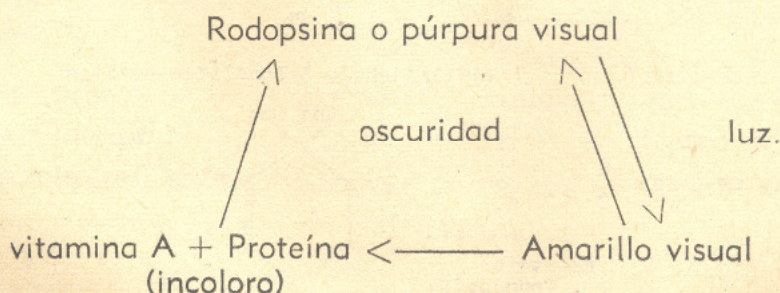 Rodopsina o púrpura visual
oscuridad luz.
vitamina A + Proteína Amarillo visual
(incoloro)